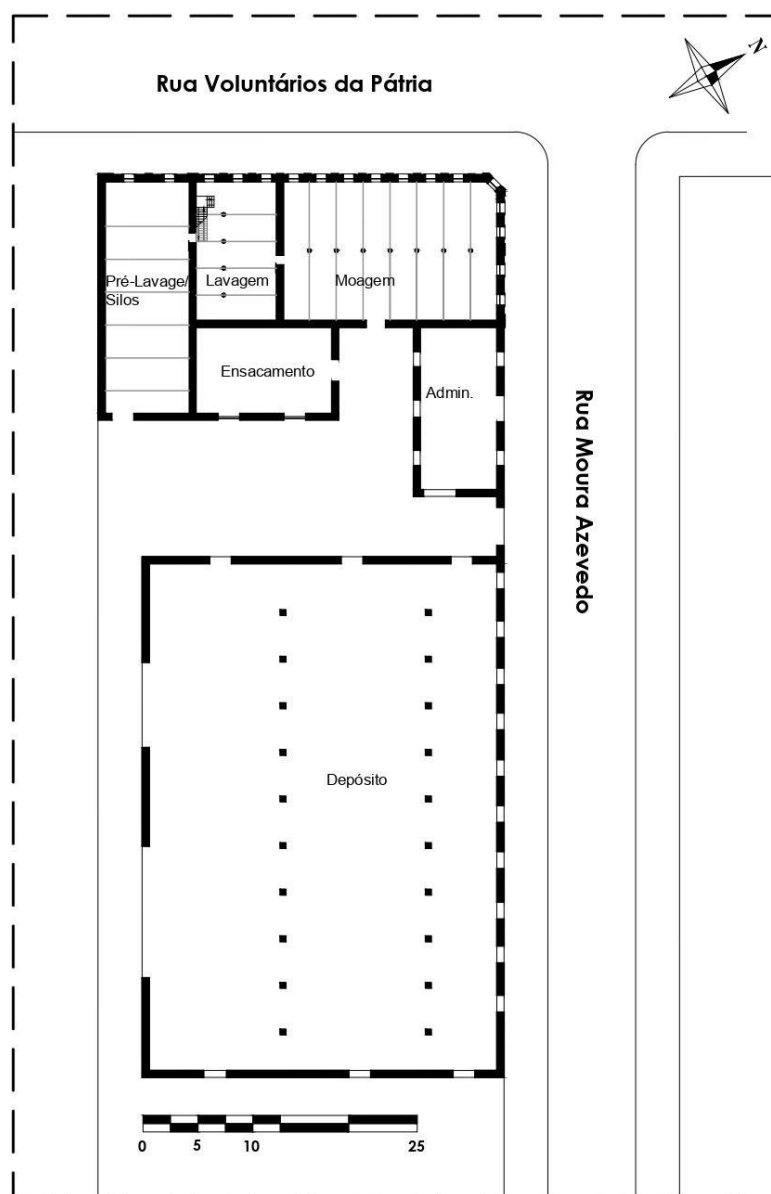 Rua Voluntários da Pátria
N
Pré-Lavage/
Silos
Lavagem
Moagem
Ensacamento
Admin.
Rua Moura Azevedo
Depósito
0 5 10 25